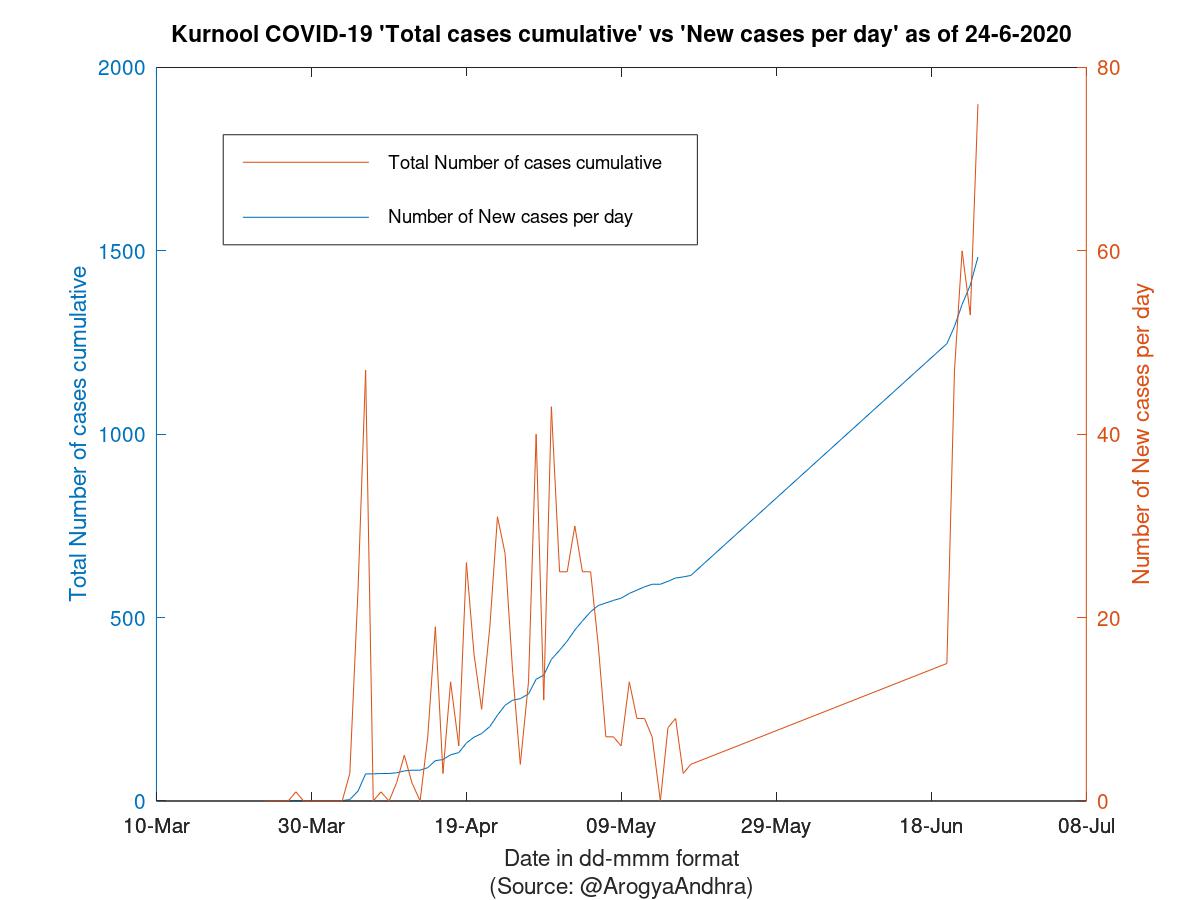 Kurnool COVID-19 'Total cases cumulative' vs 'New cases per day' as of 24-6-2020
2000
1500
1000
500
0
Total Number of cases cumulative
Total Number of cases cumulative
Number of New cases per day
80
60
40
20
0
Number of New cases per day
10-Mar 30-Mar 19-Apr 09-May 29-May 18-Jun 08-Jul
Date in dd-mmm format
(Source: @ArogyaAndhra)